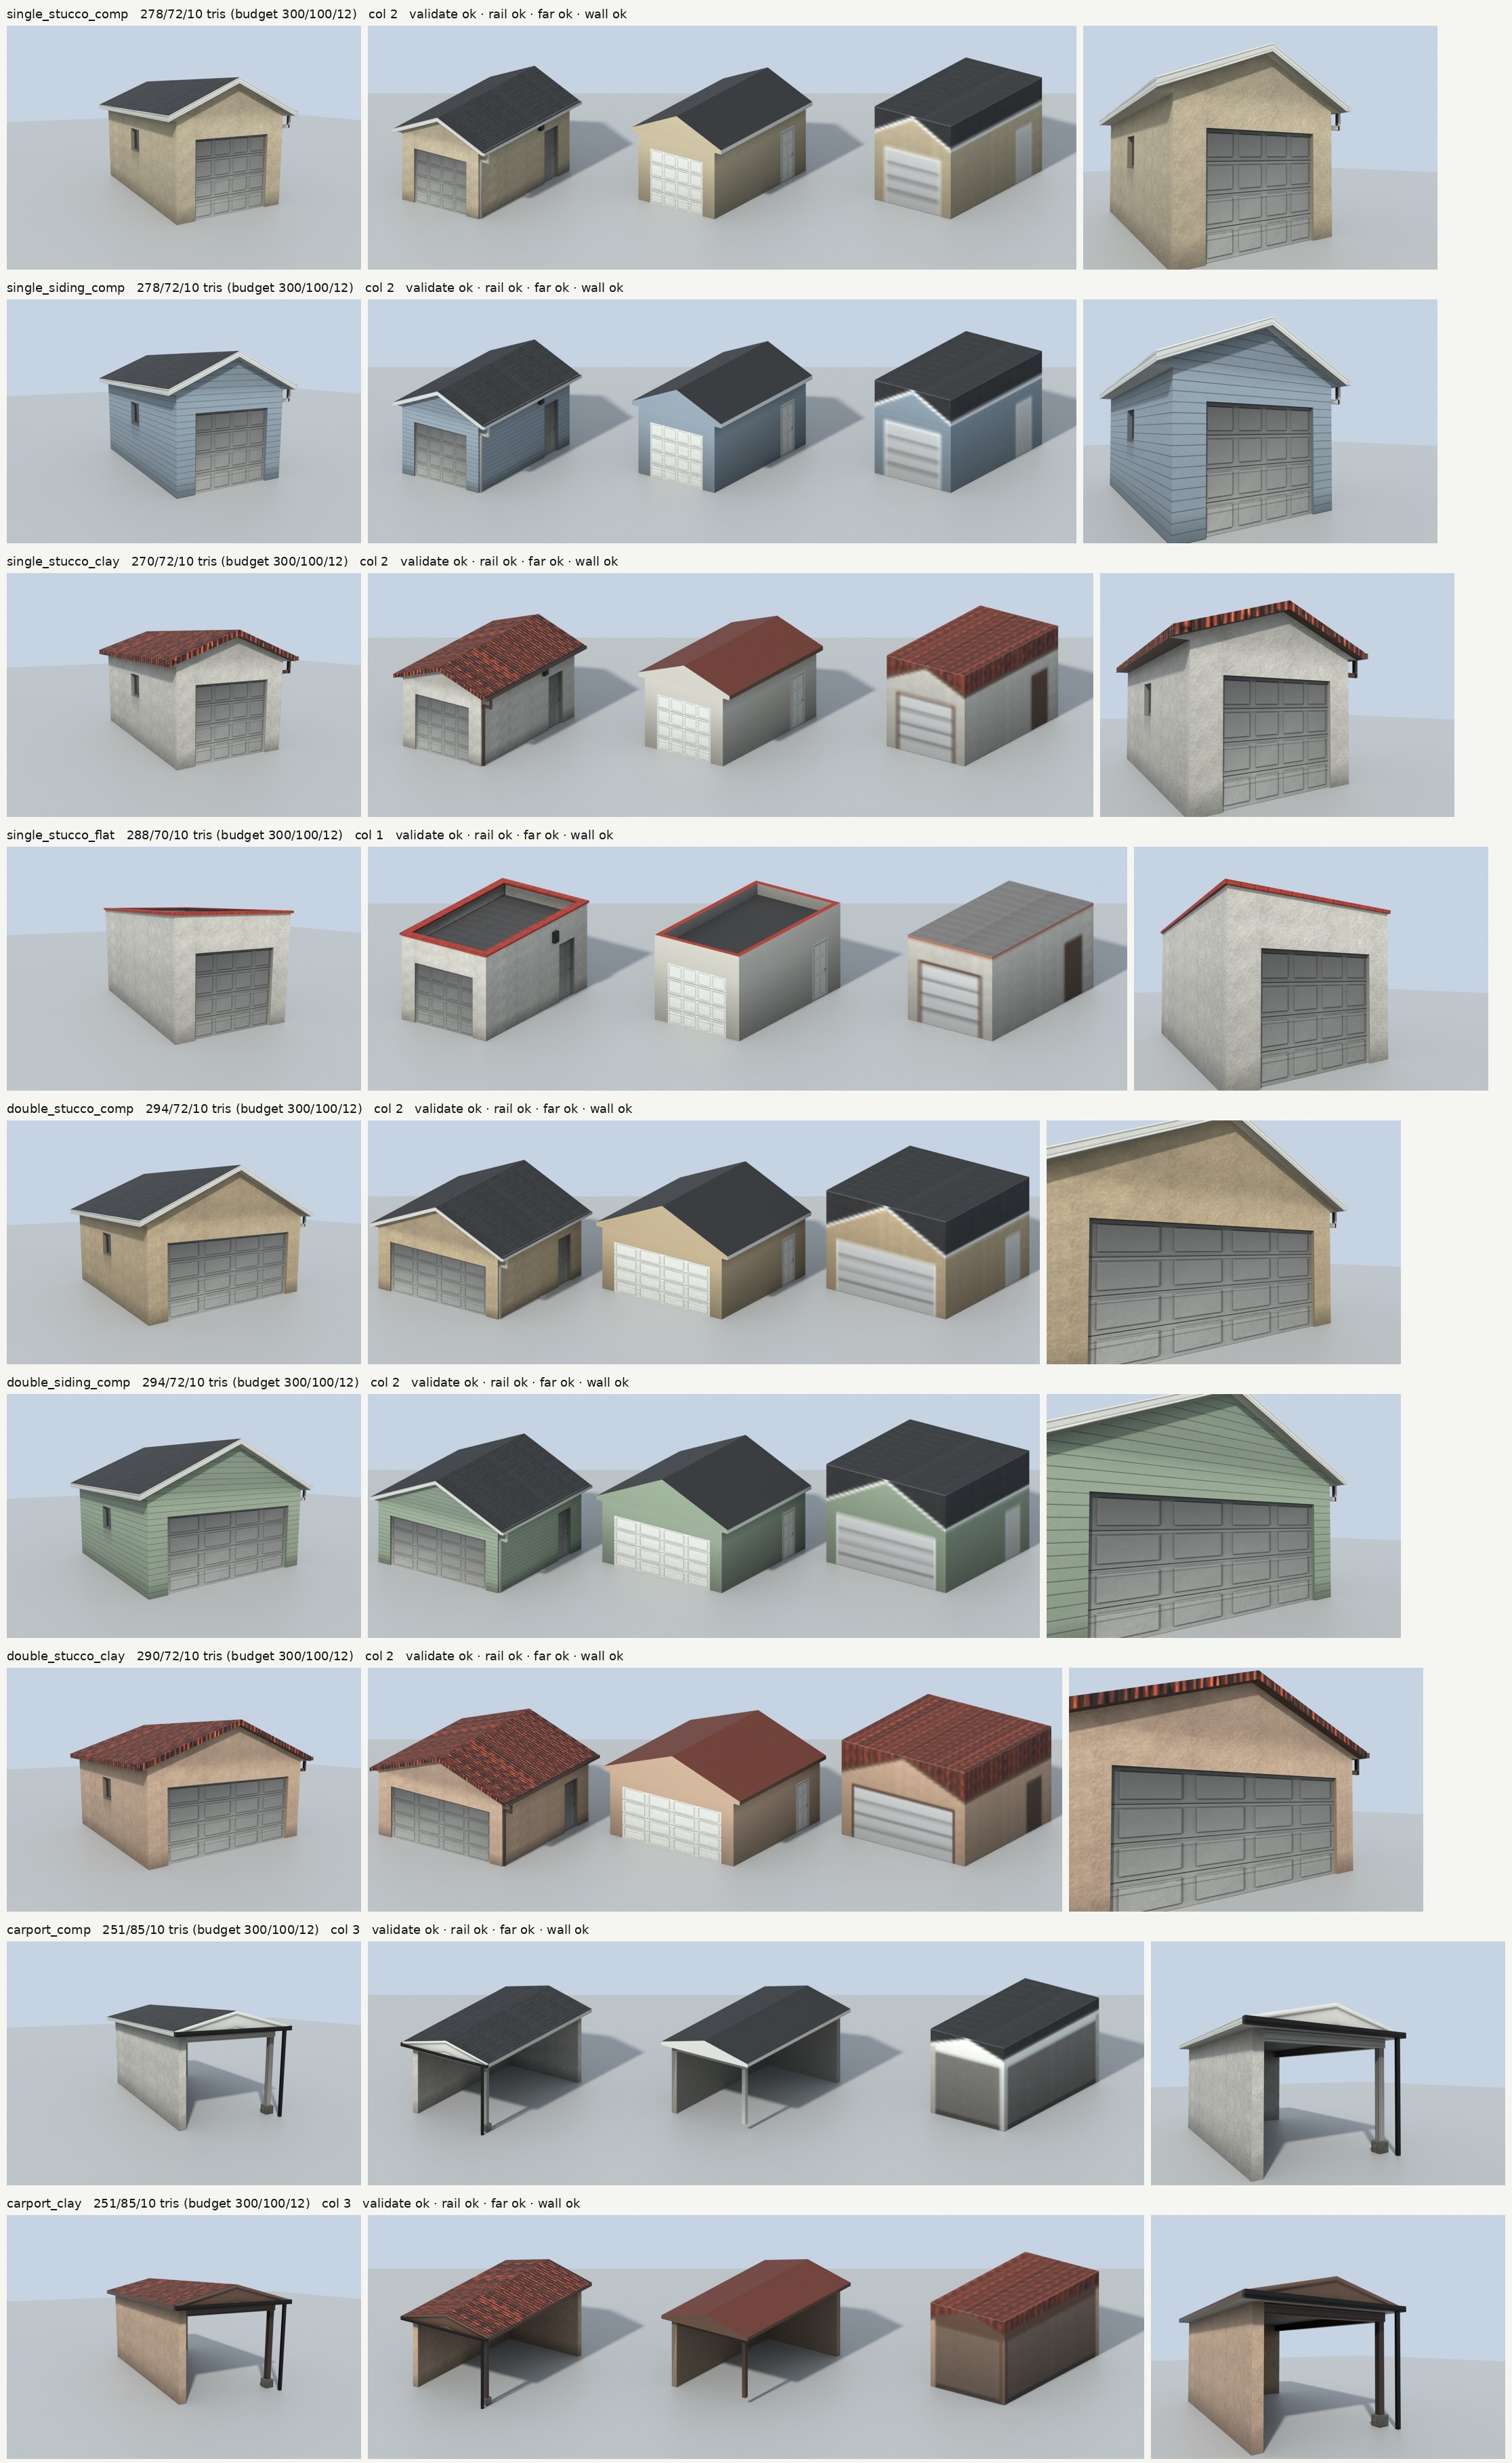 single_stucco_comp 278/72/10 tris (budget 300/100/12) col 2 validate ok · rail ok · far ok · wall ok
single_siding_comp 278/72/10 tris (budget 300/100/12) col 2 validate ok · rail ok · far ok · wall ok
single_stucco_clay 270/72/10 tris (budget 300/100/12) col 2 validate ok · rail ok · far ok · wall ok
single_stucco_flat 288/70/10 tris (budget 300/100/12) col 1 validate ok · rail ok · far ok · wall ok
double_stucco_comp 294/72/10 tris (budget 300/100/12) col 2 validate ok · rail ok · far ok · wall ok
double_siding_comp 294/72/10 tris (budget 300/100/12) col 2 validate ok · rail ok · far ok · wall ok
double_stucco_clay 290/72/10 tris (budget 300/100/12) col 2 validate ok · rail ok · far ok · wall ok
carport_comp 251/85/10 tris (budget 300/100/12) col 3 validate ok · rail ok · far ok · wall ok
carport_clay 251/85/10 tris (budget 300/100/12) col 3 validate ok · rail ok · far ok · wall ok